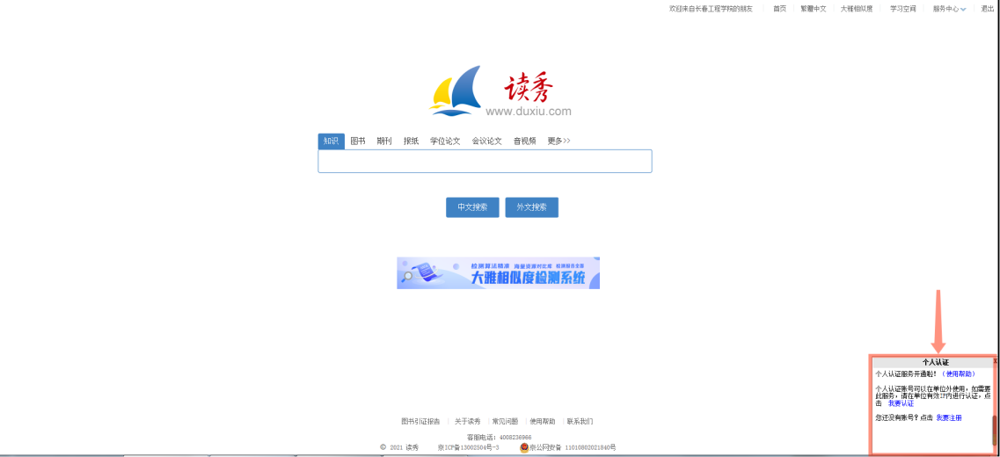 欢迎来自长春工程学院的朋友 首页 繁體中文 大雅相似度 学习空间 服务中心 退出
读秀
www.duxiu.com
知识 图书 期刊 报纸 学位论文 会议论文 音视频 更多>>
中文搜索 外文搜索
检测算法精准 海量资源对比库 检测报告全面
大雅相似度检测系统
个人认证 X
个人认证服务开通啦！（使用帮助）
个人认证账号可以在单位外使用，如需要
此服务，请在单位有效IP内进行认证，点
击 我要认证
您还没有账号？点击 我要注册
图书引证报告 关于读秀 常见问题 使用帮助 联系我们
客服电话：4008236966
© 2021 读秀 京ICP备13002504号-3 京公网安备 11010802021840号